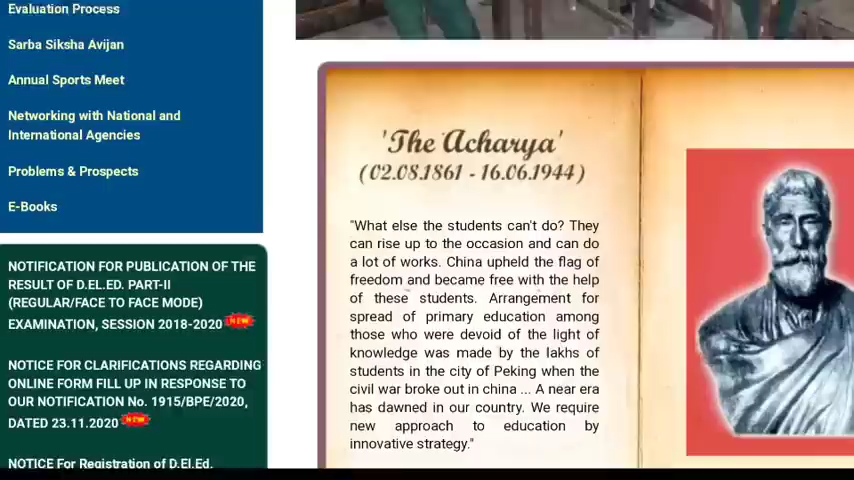 Evaluation Process
Sarba Siksha Avijan
Annual Sports Meet
Networking with National and
International Agencies
Problems & Prospects
E-Books
NOTIFICATION FOR PUBLICATION OF THE
RESULT OF D.EL.ED. PART-II
(REGULAR/FACE TO FACE MODE)
EXAMINATION, SESSION 2018-2020 NEW
NOTICE FOR CLARIFICATIONS REGARDING
ONLINE FORM FILL UP IN RESPONSE TO
OUR NOTIFICATION No. 1915/BPE/2020,
DATED 23.11.2020 NEW
NOTICE For Registration of D.El.Ed.
'The Acharya'
(02.08.1861 - 16.06.1944)
"What else the students can't do? They
can rise up to the occasion and can do
a lot of works. China upheld the flag of
freedom and became free with the help
of these students. Arrangement for
spread of primary education among
those who were devoid of the light of
knowledge was made by the lakhs of
students in the city of Peking when the
civil war broke out in china ... A near era
has dawned in our country. We require
new approach to education by
innovative strategy."